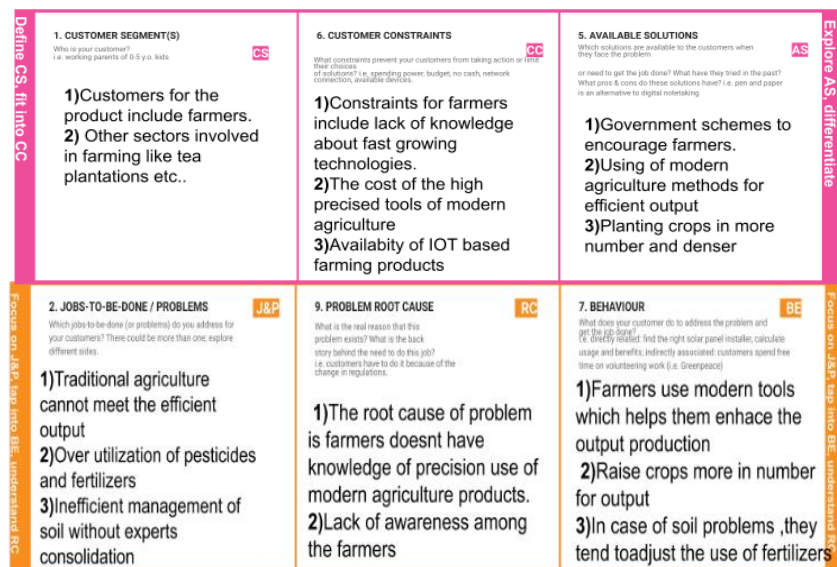 Define CS, fit into CC
1. CUSTOMER SEGMENT(S)
Who is your customer?
i.e. working parents of 0-5 y.o. kids
CS
1)Customers for the
product include farmers.
2) Other sectors involved
in farming like tea
plantations etc..
6. CUSTOMER CONSTRAINTS
CC
What constraints prevent your customers from taking action or limit
their choices
of solutions? i.e. spending power, budget, no cash, network
connection, available devices.
1)Constraints for farmers
include lack of knowledge
about fast growing
technologies.
2)The cost of the high
precised tools of modern
agriculture
3)Availabity of IOT based
farming products
5. AVAILABLE SOLUTIONS
Which solutions are available to the customers when
they face the problem
AS
or need to get the job done? What have they tried in the past?
What pros & cons do these solutions have? i.e. pen and paper
is an alternative to digital notetaking
1)Government schemes to
encourage farmers.
2)Using of modern
agriculture methods for
efficient output
3)Planting crops in more
number and denser
Explore AS, differentiate
Focus on J&P, tap into BE, understand RC
2. JOBS-TO-BE-DONE / PROBLEMS
J&P
Which jobs-to-be-done (or problems) do you address for
your customers? There could be more than one; explore
different sides.
1)Traditional agriculture
cannot meet the efficient
output
2)Over utilization of pesticides
and fertilizers
3)Inefficient management of
soil without experts
consolidation
9. PROBLEM ROOT CAUSE
RC
What is the real reason that this
problem exists? What is the back
story behind the need to do this job?
i.e. customers have to do it because of the
change in regulations.
1)The root cause of problem
is farmers doesnt have
knowledge of precision use of
modern agriculture products.
2)Lack of awareness among
the farmers
7. BEHAVIOUR
BE
What does your customer do to address the problem and
get the job done?
i.e. directly related: find the right solar panel installer, calculate
usage and benefits; indirectly associated: customers spend free
time on volunteering work (i.e. Greenpeace)
1)Farmers use modern tools
which helps them enhace the
output production
2)Raise crops more in number
for output
3)In case of soil problems ,they
tend toadjust the use of fertilizers
Focus on J&P, tap into BE, understand RC